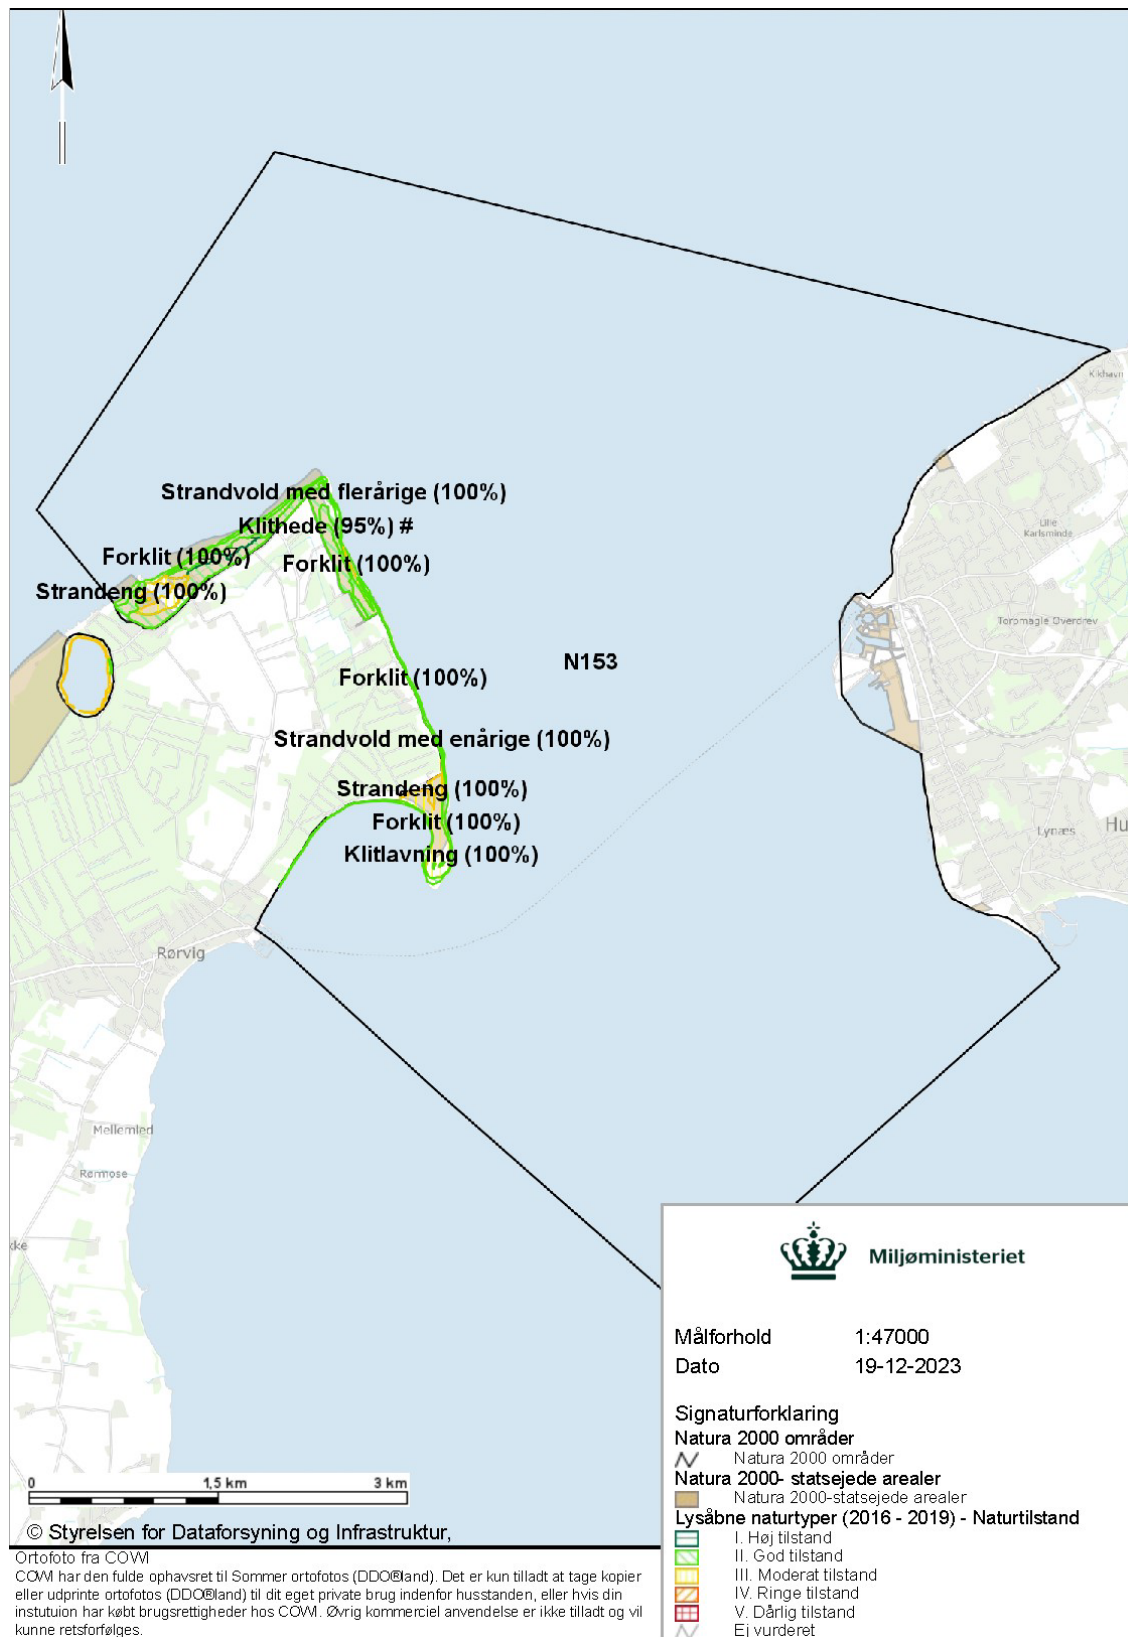 Kikhavn
Strandvold med flerårige (100%)
Klithede (95%) #
Forklit (100%)
Forklit (100%)
Strandeng (100%)
Ulle
Karlsminde
Torpmagle Overdrev
N153
Forklit (100%)
Strandvold med enårige (100%)
Strandeng (100%)
Forklit (100%)
Klitlavning (100%)
Lynæs
Hu
Rørvig
Mellemled
Rørmose
kke
Miljøministeriet
Målforhold 1:47000
Dato 19-12-2023
Signaturforklaring
Natura 2000 områder
Natura 2000 områder
Natura 2000- statsejede arealer
Natura 2000-statsejede arealer
Lysåbne naturtyper (2016 - 2019) - Naturtilstand
I. Høj tilstand
II. God tilstand
III. Moderat tilstand
IV. Ringe tilstand
V. Dårlig tilstand
Ej vurderet
0 1,5 km 3 km
© Styrelsen for Dataforsyning og Infrastruktur,
Ortofoto fra COWI
COWI har den fulde ophavsret til Sommer ortofotos (DDO®land). Det er kun tilladt at tage kopier
eller udprinte ortofotos (DDO®land) til dit eget private brug indenfor husstanden, eller hvis din
instutuion har købt brugsrettigheder hos COWI. Øvrig kommerciel anvendelse er ikke tilladt og vil
kunne retsforfølges.